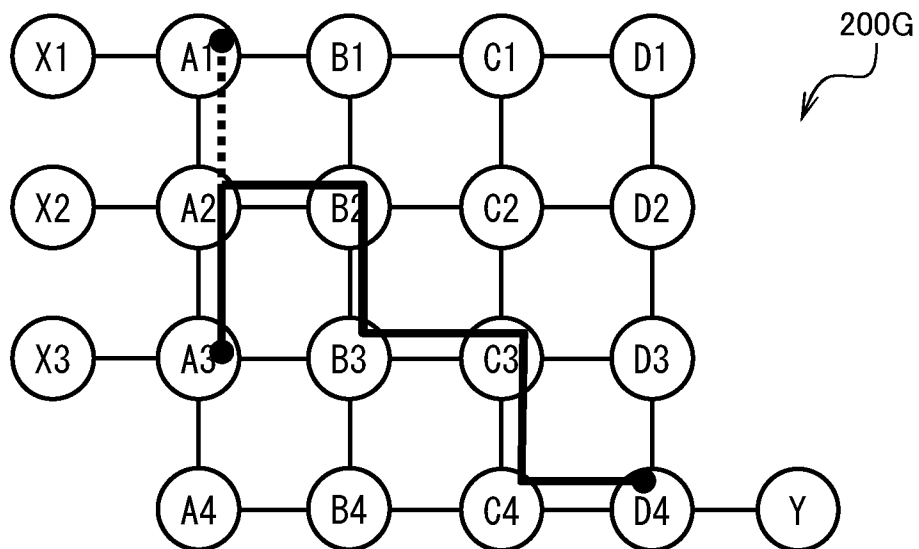 200G
X1 A1 B1 C1 D1
X2 A2 B2 C2 D2
X3 A3 B3 C3 D3
A4 B4 C4 D4 Y